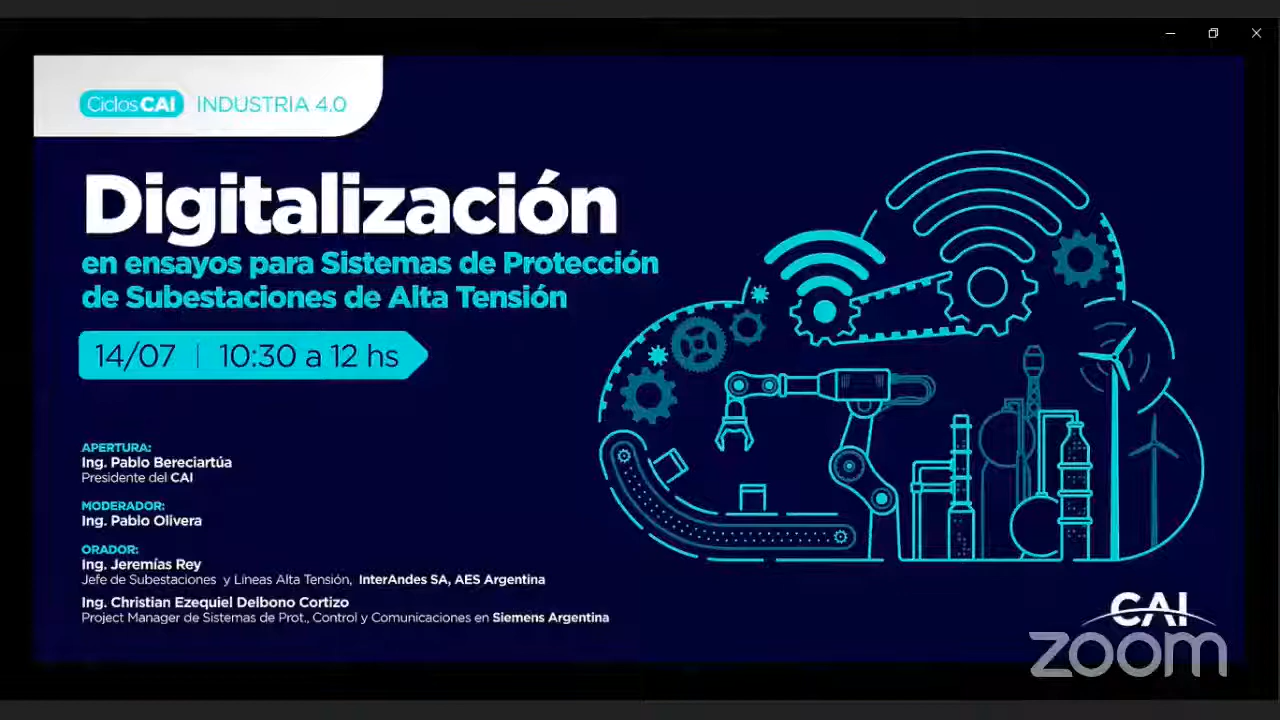 CiclosCAI INDUSTRIA 4.0
Digitalización
en ensayos para Sistemas de Protección
de Subestaciones de Alta Tensión
14/07 | 10:30 a 12 hs
APERTURA:
Ing. Pablo Bereciartúa
Presidente del CAI
MODERADOR:
Ing. Pablo Olivera
ORADOR:
Ing. Jeremías Rey
Jefe de Subestaciones y Líneas Alta Tensión, InterAndes SA, AES Argentina
Ing. Christian Ezequiel Delbono Cortizo
Project Manager de Sistemas de Prot., Control y Comunicaciones en Siemens Argentina
CAI
zoom